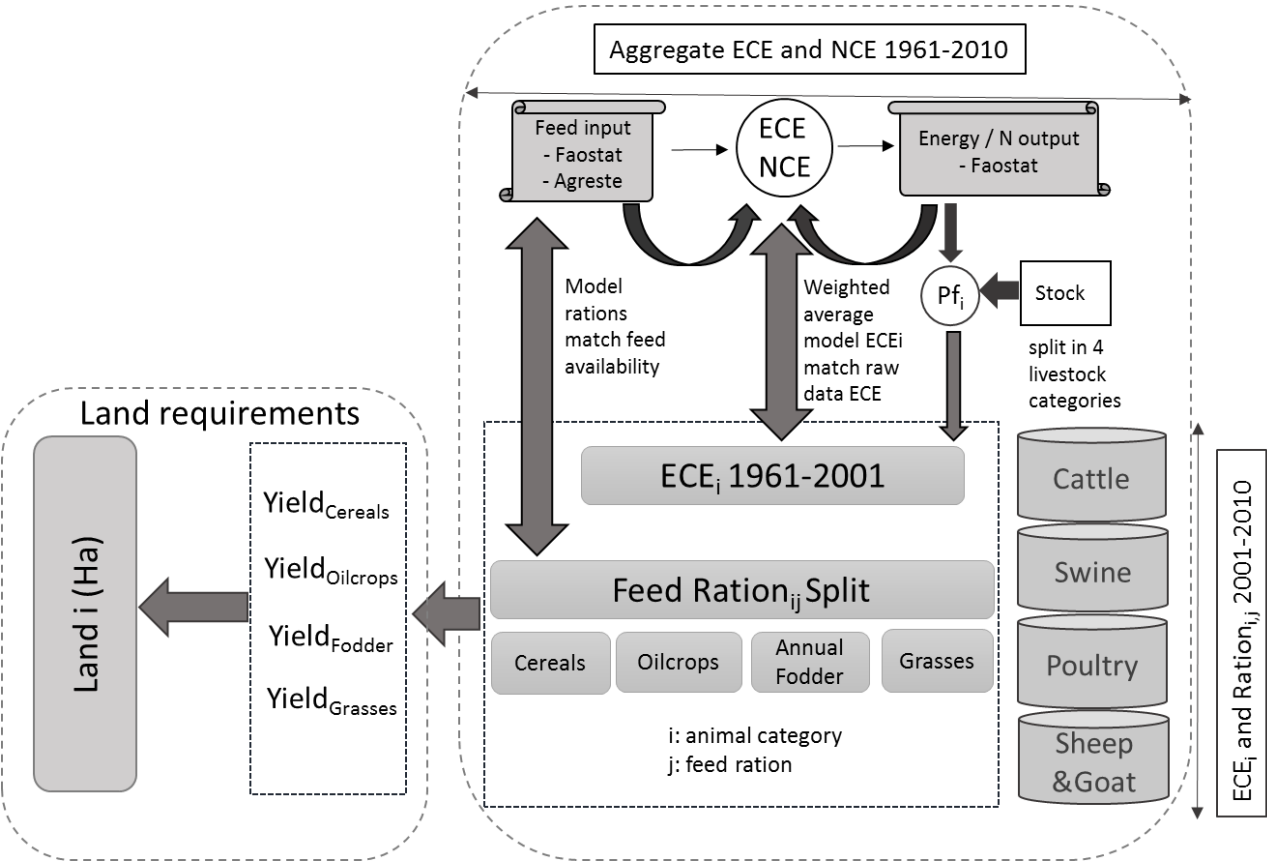 Aggregate ECE and NCE 1961-2010
Feed input
- Faostat
- Agreste
ECE
NCE
Energy / N output
- Faostat
Model
rations
match feed
availability
Weighted
average
model ECEi
match raw
data ECE
Pfi
Stock
split in 4
livestock
categories
Land requirements
Land i (Ha)
YieldCereals
YieldOilcrops
YieldFodder
YieldGrasses
ECEi 1961-2001
Feed Rationij Split
Cereals
Oilcrops
Annual
Fodder
Grasses
i: animal category
j: feed ration
Cattle
Swine
Poultry
Sheep
&Goat
ECEi and Rationi,j 2001-2010